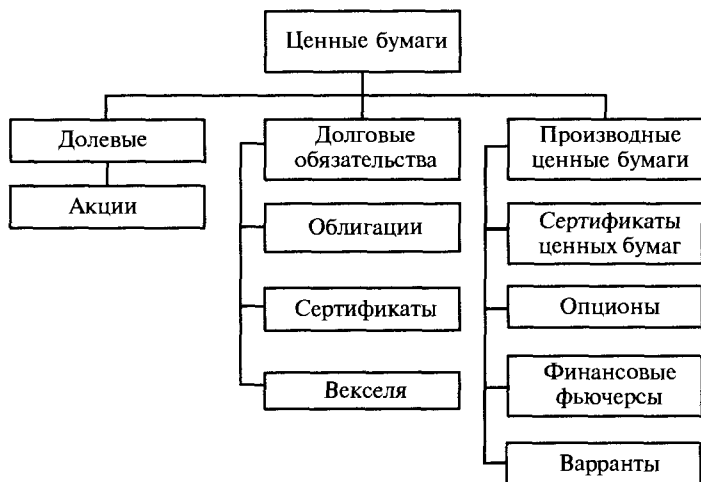 Ценные бумаги
Долевые
Акции
Долговые
обязательства
Облигации
Сертификаты
Векселя
Производные
ценные бумаги
Сертификаты
ценных бумаг
Опционы
Финансовые
фьючерсы
Варранты